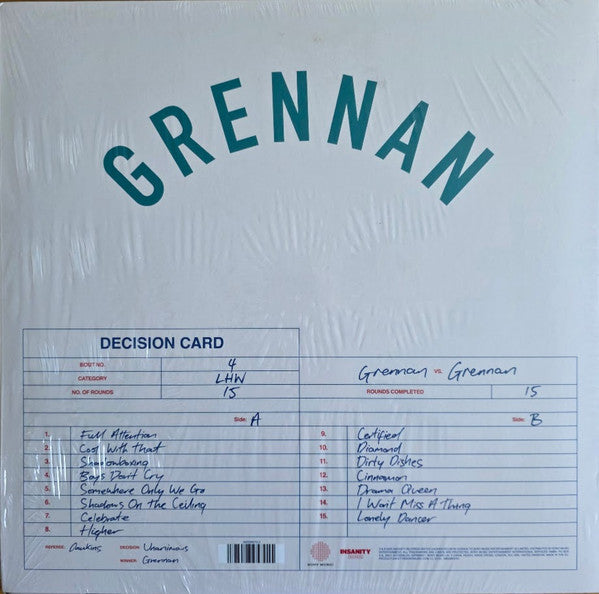 GRENNAN
DECISION CARD
BOUT NO. 4
CATEGORY LHW
Grennan vs. Grennan
NO. OF ROUNDS 15
ROUNDS COMPLETED 15
Side: A
1. Full Attention
2. Cool With That
3. Shadowboxing
4. Boys Don't Cry
5. Somewhere Only We Go
6. Shadows On the Ceiling
7. Celebrate
8. Higher
Side: B
9. Certified
10. Diamond
11. Dirty Dishes
12. Cinnamon
13. Drama Queen
14. I Won't Miss A Thing
15. Lonely Dancer
REFEREE: DECISION: Unanimous
WINNER: Grennan
SONY MUSIC
INSANITY
RECORDS